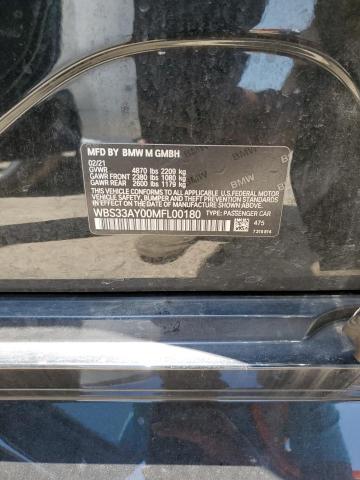 MFD BY BMW M GMBH
02/21
GVWR 4870 lbs 2209 kg
GAWR FRONT 2380 lbs 1080 kg
GAWR REAR 2600 lbs 1179 kg
THIS VEHICLE CONFORMS TO ALL APPLICABLE U.S.FEDERAL MOTOR
VEHICLE SAFETY, BUMPER, AND THEFT PREVENTION STANDARDS IN
EFFECT ON THE DATE OF MANUFACTURE SHOWN ABOVE.
WBS33AY00MFL00180 TYPE: PASSENGER CAR
475